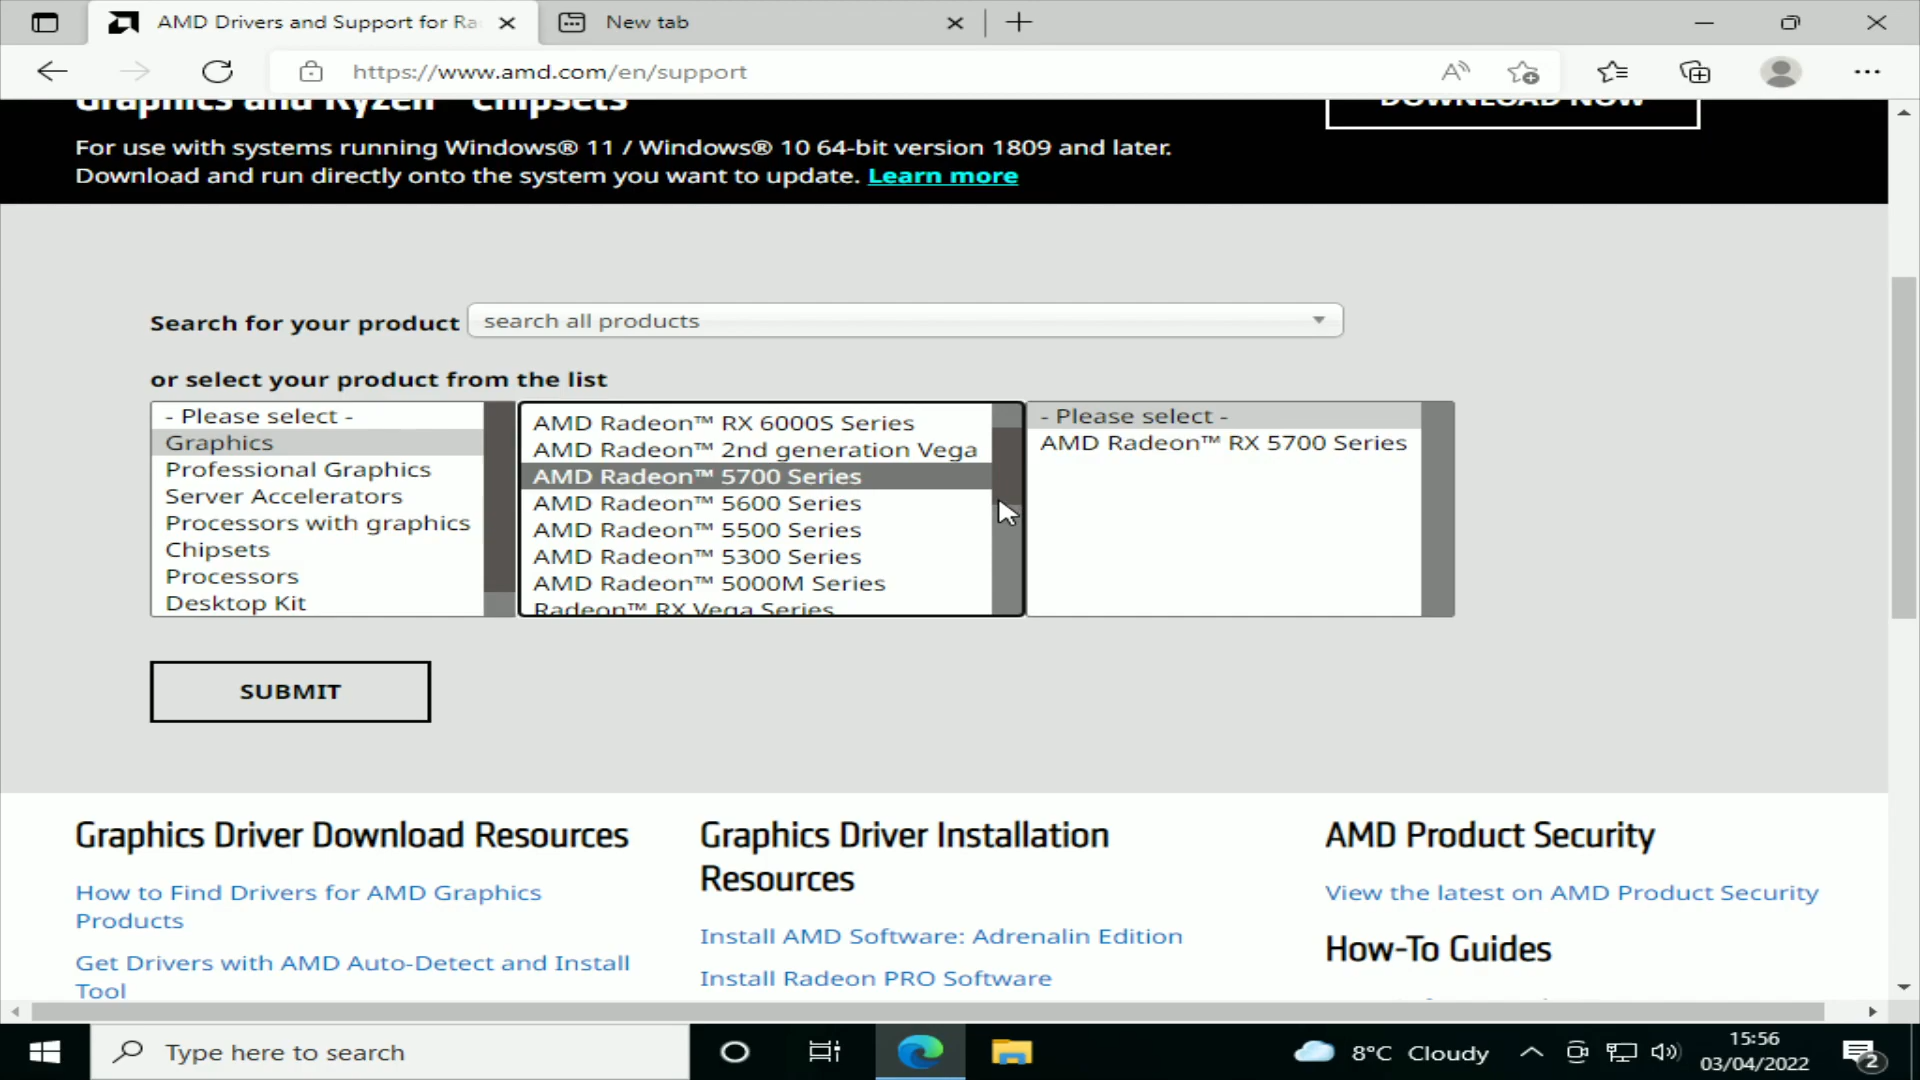 AMD Drivers and Support for Ra
New tab
https://www.amd.com/en/support
Graphics and Ryzen™ Chipsets
DOWNLOAD NOW
For use with systems running Windows® 11 / Windows® 10 64-bit version 1809 and later.
Download and run directly onto the system you want to update. Learn more
Search for your product
search all products
or select your product from the list
- Please select -
Graphics
Professional Graphics
Server Accelerators
Processors with graphics
Chipsets
Processors
Desktop Kit
AMD Radeon™ RX 6000S Series
AMD Radeon™ 2nd generation Vega
AMD Radeon™ 5700 Series
AMD Radeon™ 5600 Series
AMD Radeon™ 5500 Series
AMD Radeon™ 5300 Series
AMD Radeon™ 5000M Series
Radeon™ RX Vega Series
- Please select -
AMD Radeon™ RX 5700 Series
SUBMIT
Graphics Driver Download Resources
How to Find Drivers for AMD Graphics
Products
Get Drivers with AMD Auto-Detect and Install
Tool
Graphics Driver Installation
Resources
Install AMD Software: Adrenalin Edition
Install Radeon PRO Software
AMD Product Security
View the latest on AMD Product Security
How-To Guides
Type here to search
8°C Cloudy
15:56
03/04/2022
2